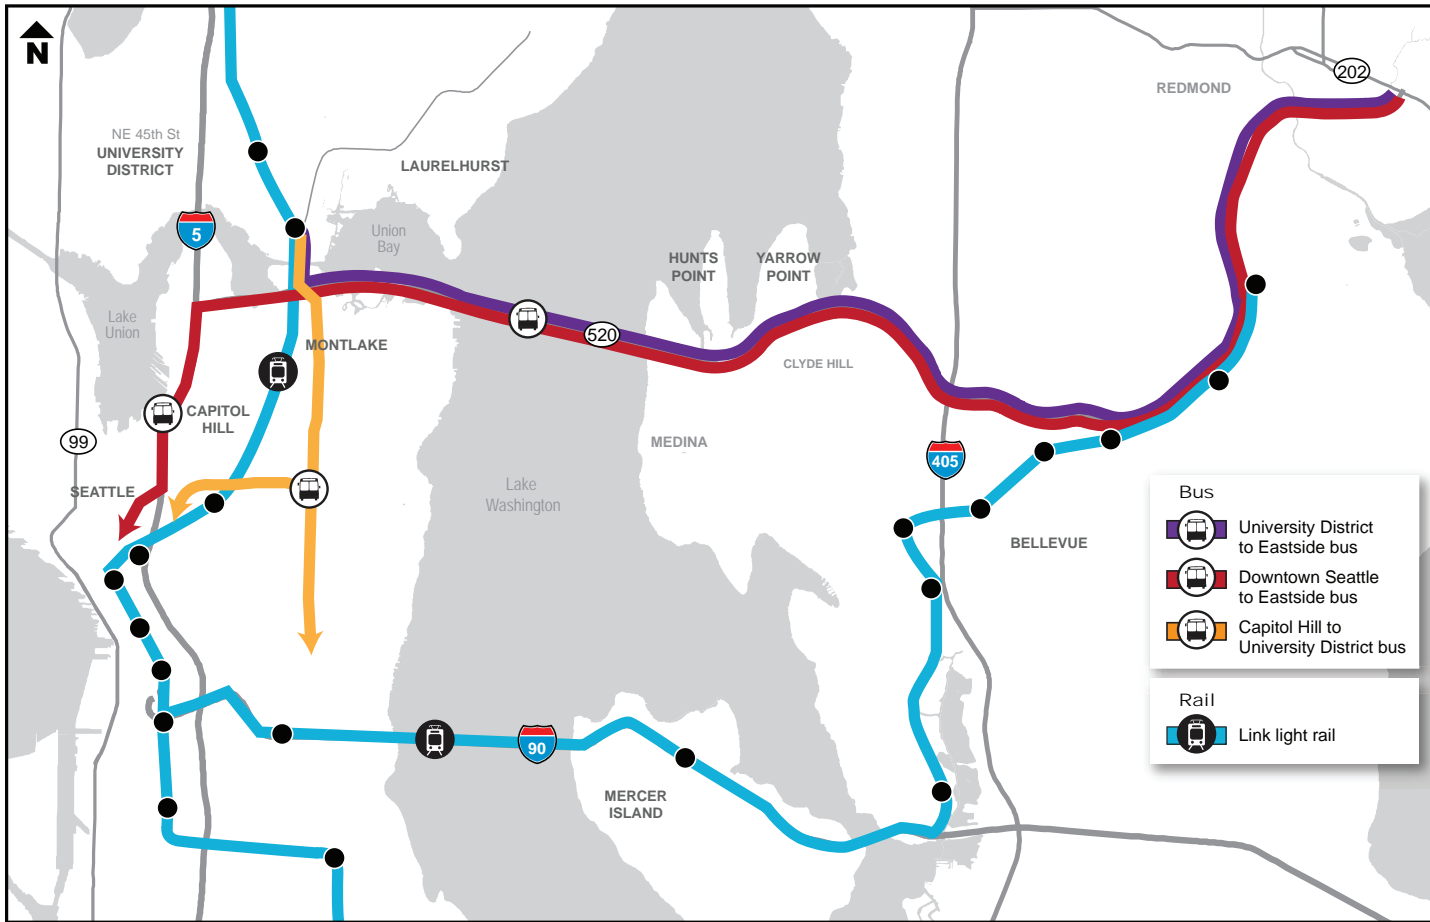 N
202
REDMOND
NE 45th St
UNIVERSITY
DISTRICT
LAURELHURST
5
Union
Bay
HUNTS
POINT
YARROW
POINT
Lake
Union
520
MONTLAKE
CLYDE HILL
CAPITOL
HILL
99
MEDINA
405
SEATTLE
Lake
Washington
BELLEVUE
Bus
University District
to Eastside bus
Downtown Seattle
to Eastside bus
Capitol Hill to
University District bus
Rail
Link light rail
90
MERCER
ISLAND